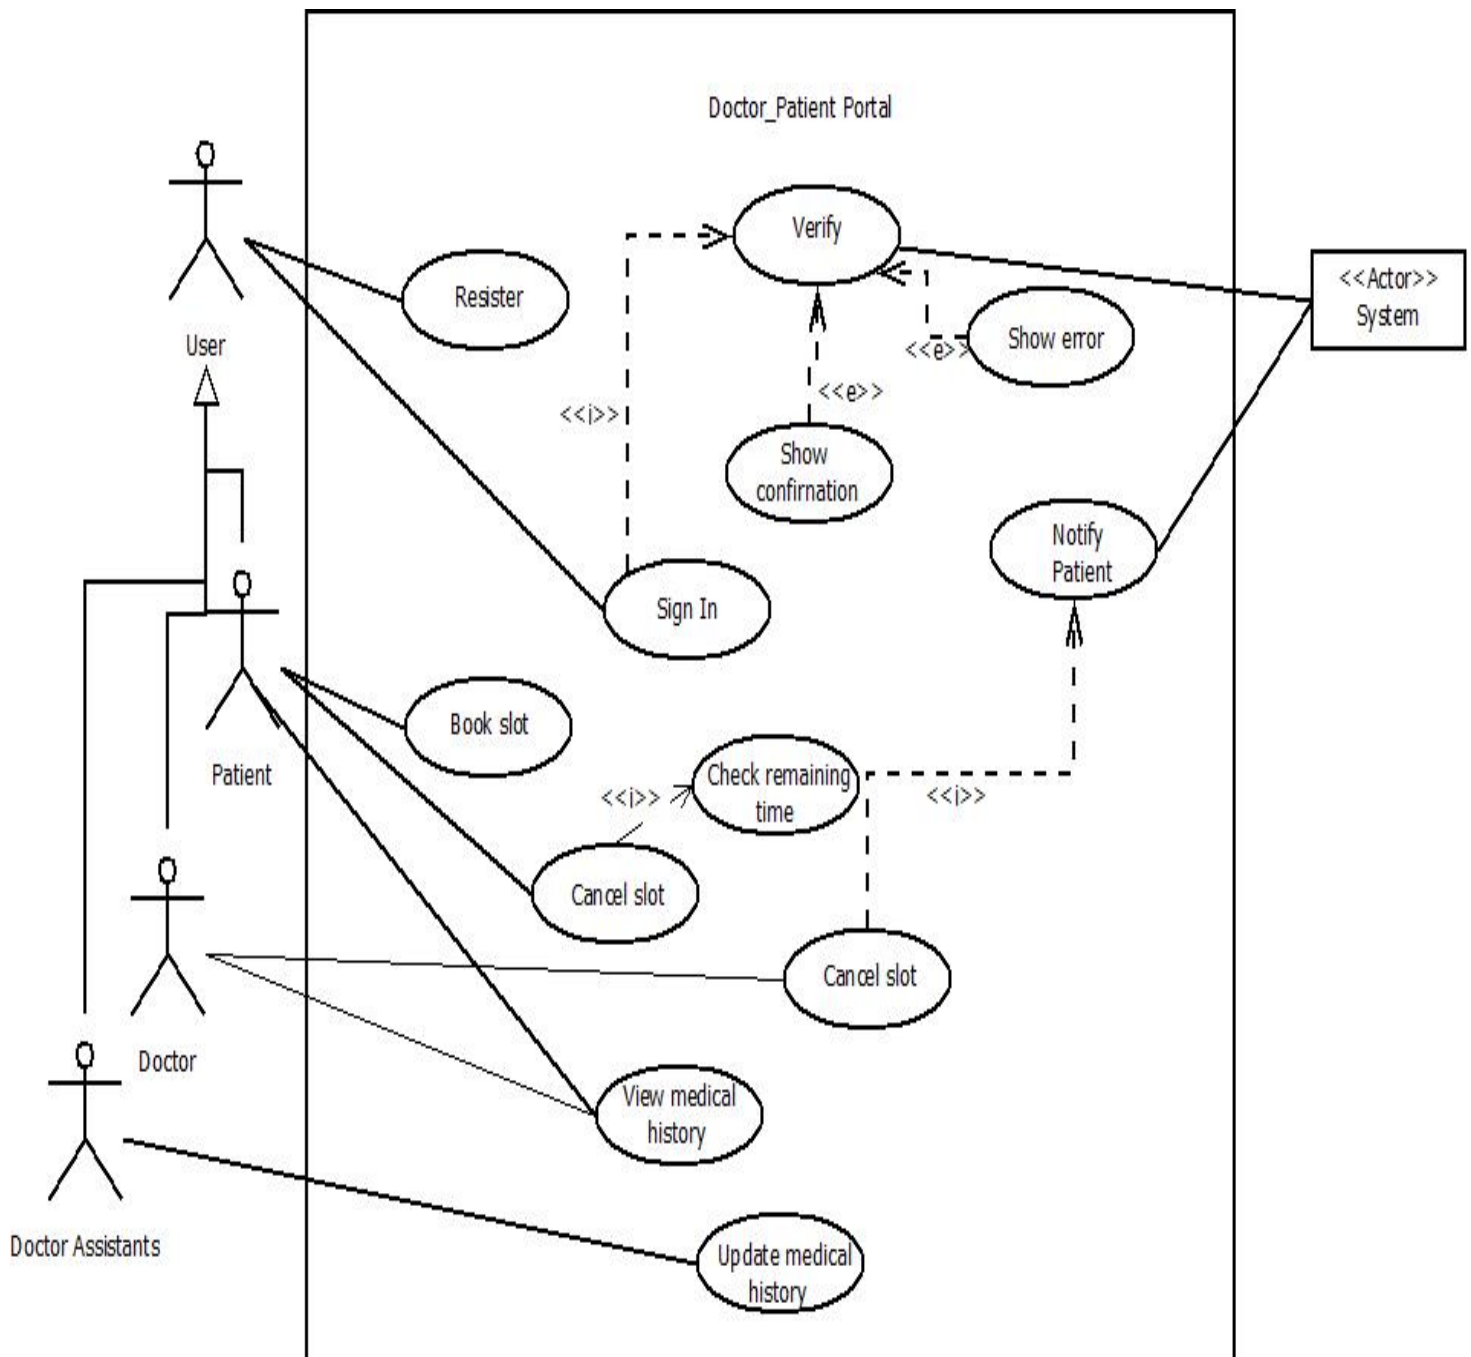 Doctor_Patient Portal
Verify
<<Actor>>
System
Resister
User
Show error
<<e>>
<<e>>
<<i>>
Show
confirnation
Notify
Patient
Sign In
Book slot
Patient
Check remaining
time
<<i>>
<<i>>
Cancel slot
Cancel slot
Doctor
View medical
history
Doctor Assistants
Update medical
history